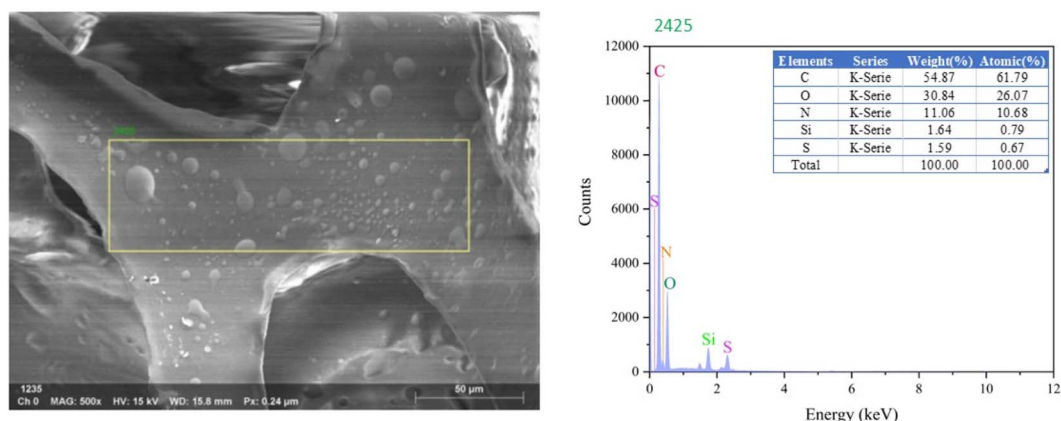 2425
1235
Ch 0 MAG: 500x HV: 15 kV WD: 15.8 mm Px: 0.24 µm
50 µm
2425
Elements Series Weight(%) Atomic(%)
C K-Serie 54.87 61.79
O K-Serie 30.84 26.07
N K-Serie 11.06 10.68
Si K-Serie 1.64 0.79
S K-Serie 1.59 0.67
Total 100.00 100.00
12000
10000
8000
6000
4000
2000
0
Counts
C
S
N
O
Si
S
0 2 4 6 8 10 12
Energy (keV)